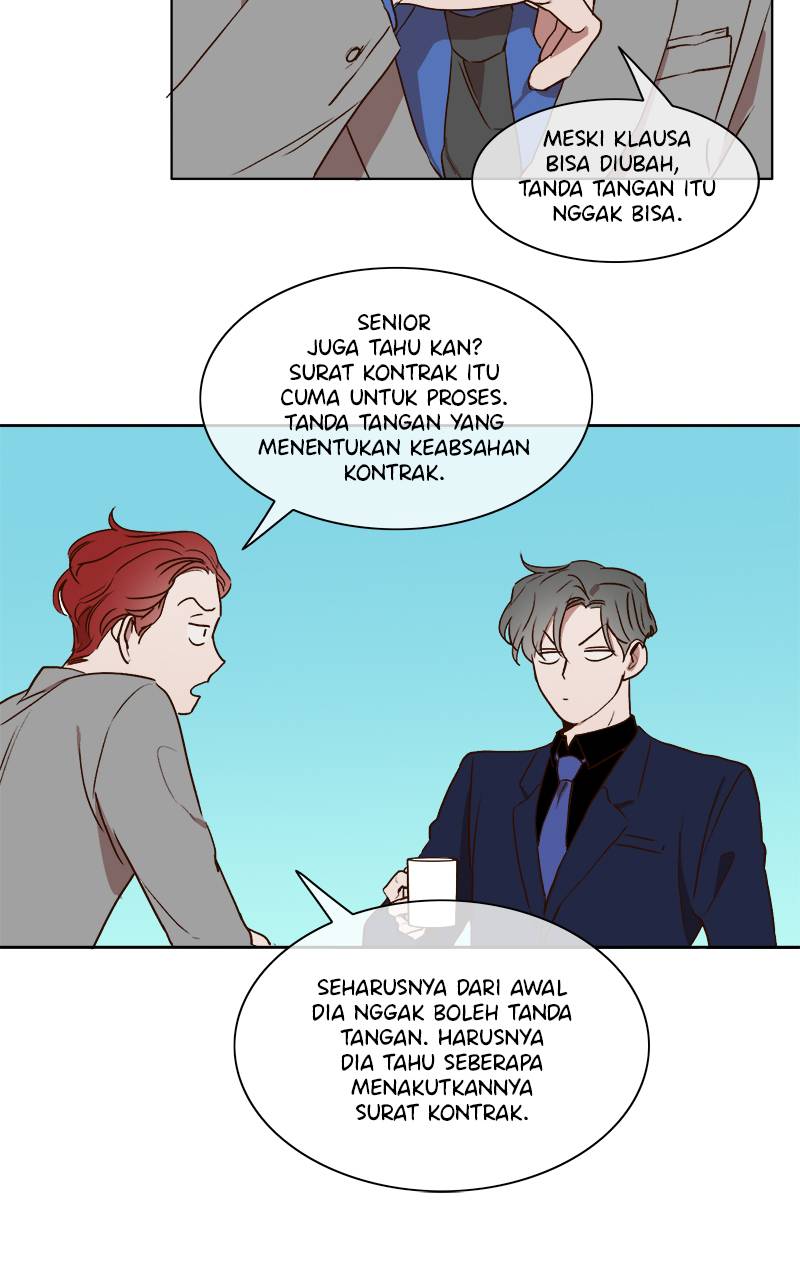 MESKI KLAUSA
BISA DIUBAH,
TANDA TANGAN ITU
NGGAK BISA.
SENIOR
JUGA TAHU KAN?
SURAT KONTRAK ITU
CUMA UNTUK PROSES.
TANDA TANGAN YANG
MENENTUKAN KEABSAHAN
KONTRAK.
SEHARUSNYA DARI AWAL
DIA NGGAK BOLEH TANDA
TANGAN. HARUSNYA
DIA TAHU SEBERAPA
MENAKUTKANNYA
SURAT KONTRAK.